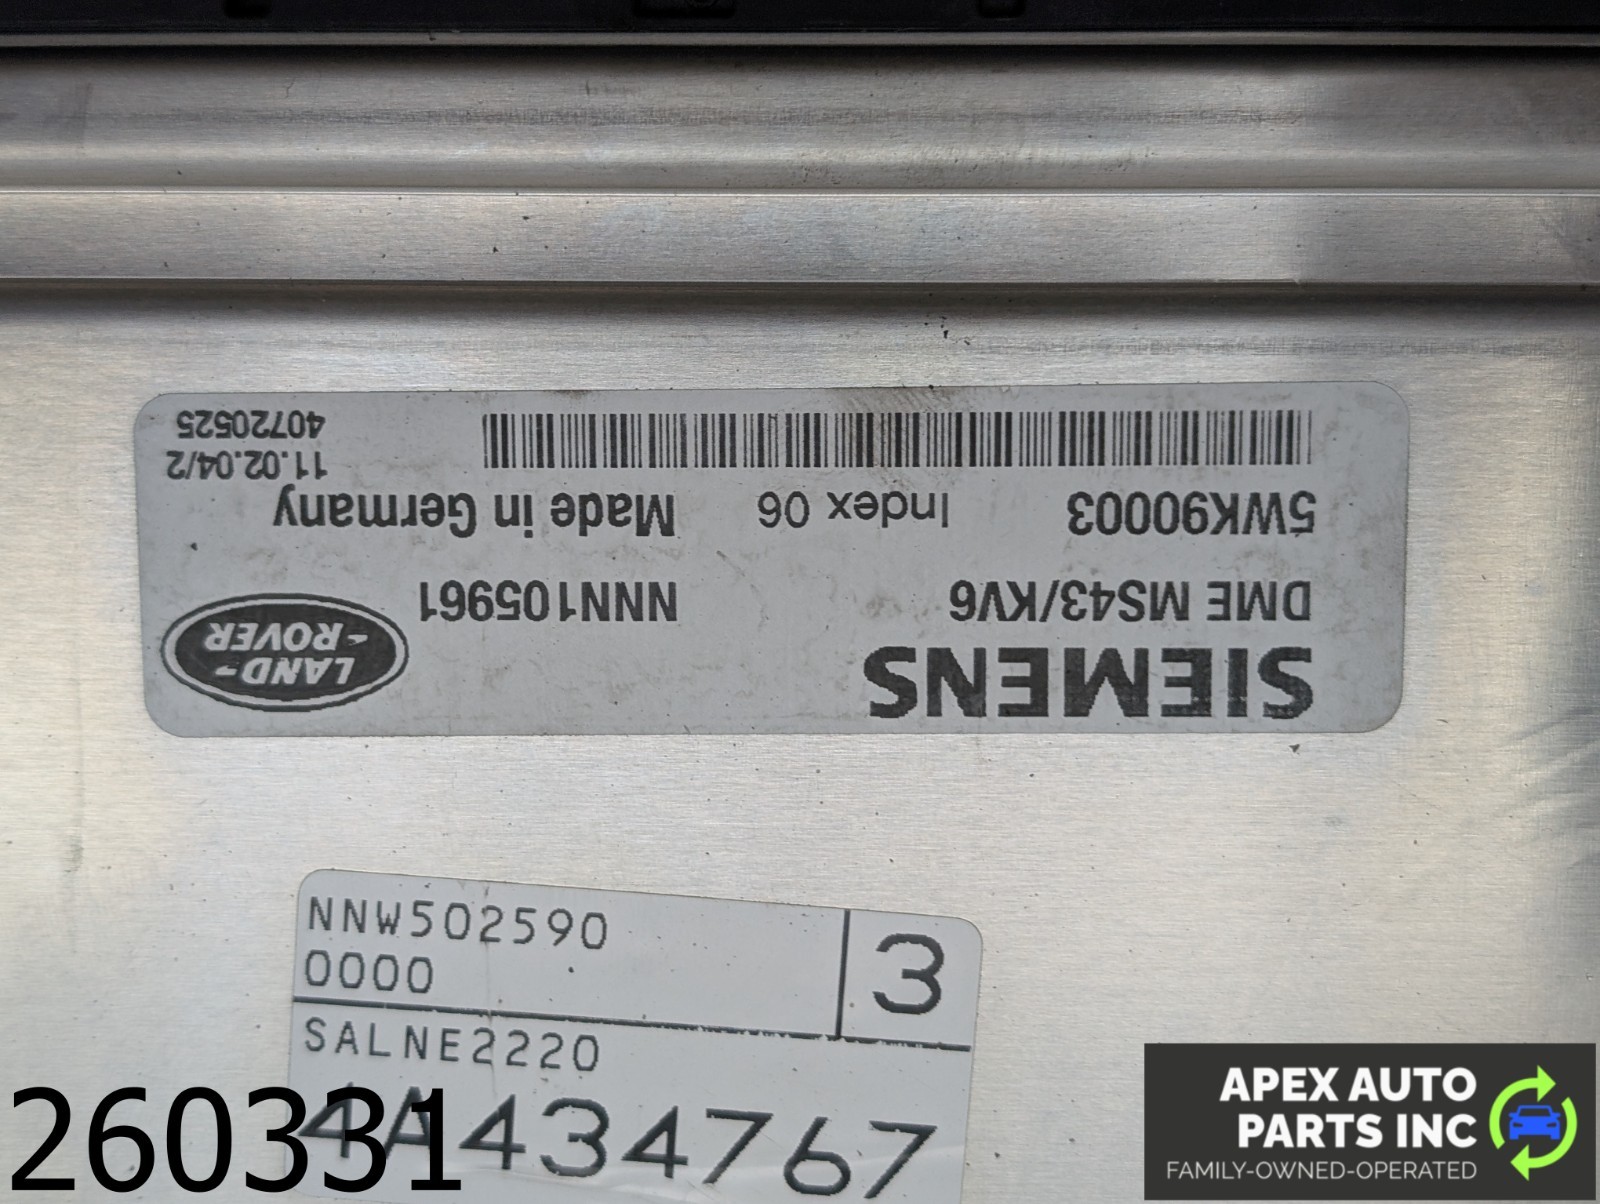 SIEMENS
DME MS43/KV6 NNN105961
LAND-
-ROVER
5WK90003 Index 06 Made in Germany
11.02.04/2
40720525
NNW502590
0000
3
SALNE2220
4A434767
260331
APEX AUTO
PARTS INC
FAMILY-OWNED-OPERATED